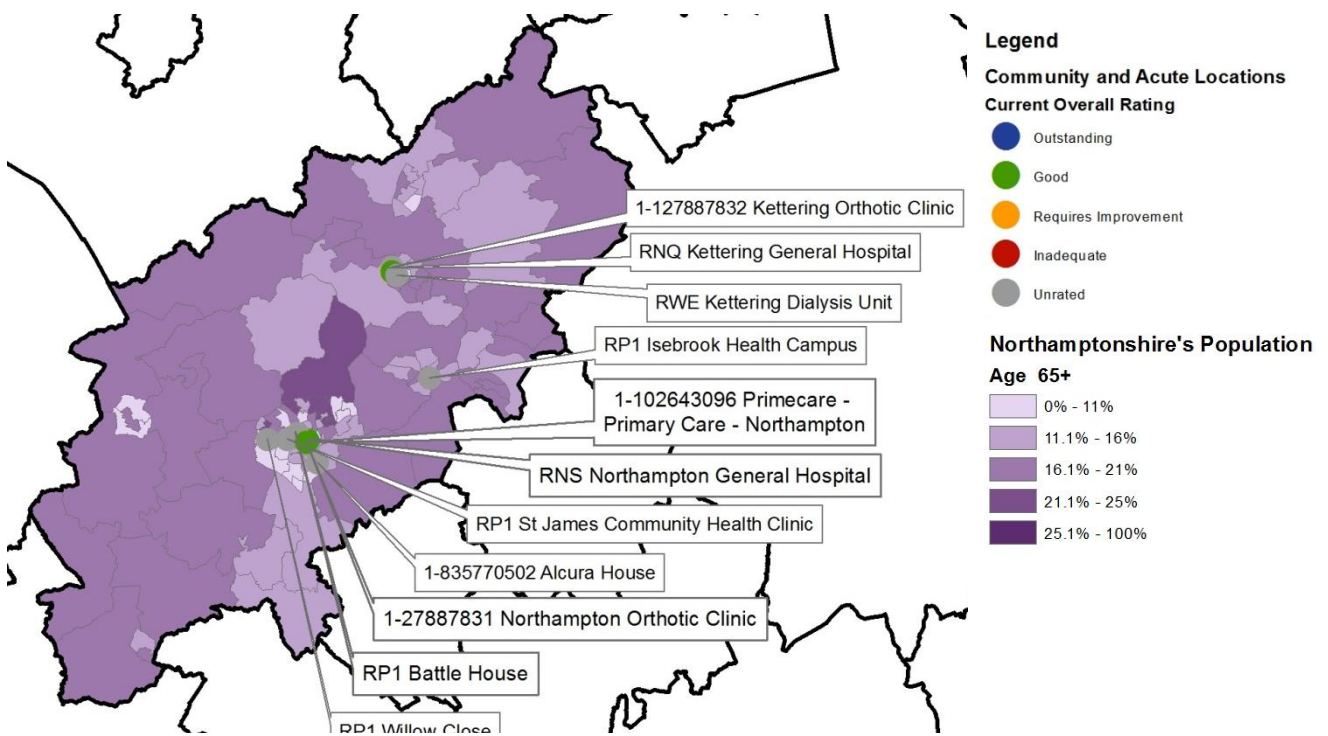 1-127887832 Kettering Orthotic Clinic
RNQ Kettering General Hospital
RWE Kettering Dialysis Unit
RP1 Isebrook Health Campus
1-102643096 Primecare -
Primary Care - Northampton
RNS Northampton General Hospital
RP1 St James Community Health Clinic
1-835770502 Alcura House
1-27887831 Northampton Orthotic Clinic
RP1 Battle House
RP1 Willow Close
Legend
Community and Acute Locations
Current Overall Rating
Outstanding
Good
Requires Improvement
Inadequate
Unrated
Northamptonshire's Population
Age 65+
0% - 11%
11.1% - 16%
16.1% - 21%
21.1% - 25%
25.1% - 100%